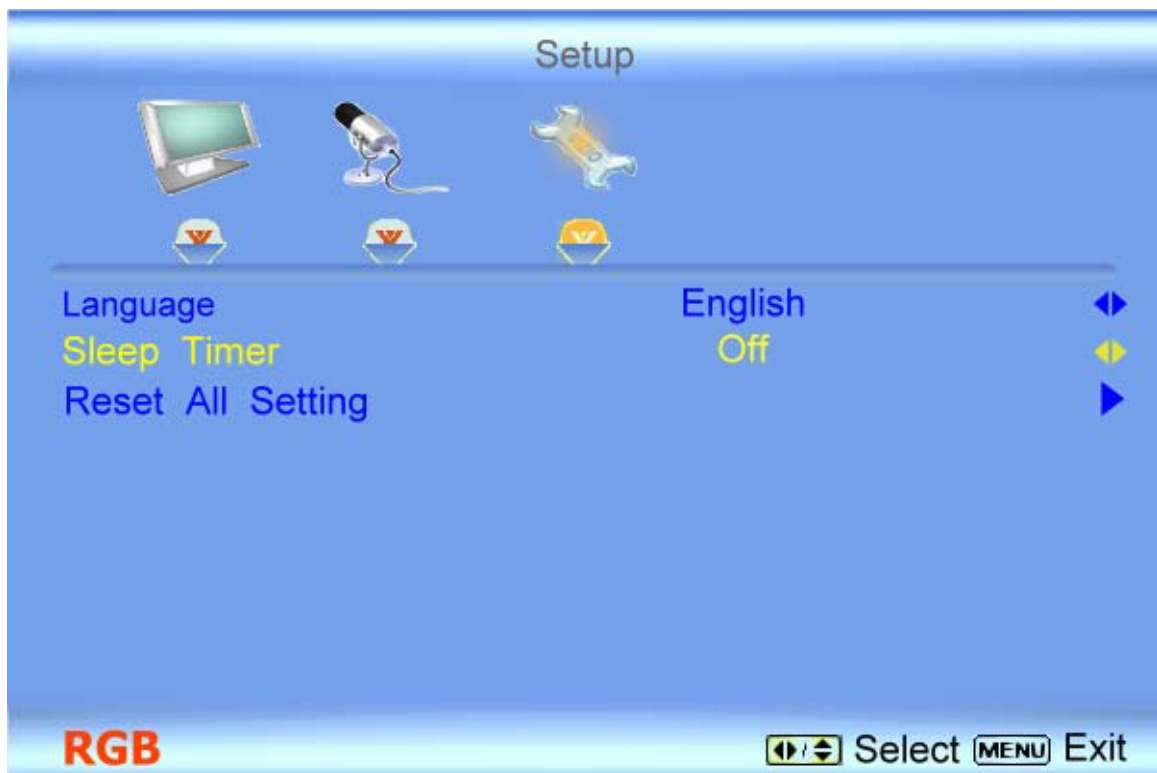 Setup
Language English
Sleep Timer Off
Reset All Setting
RGB Select MENU Exit